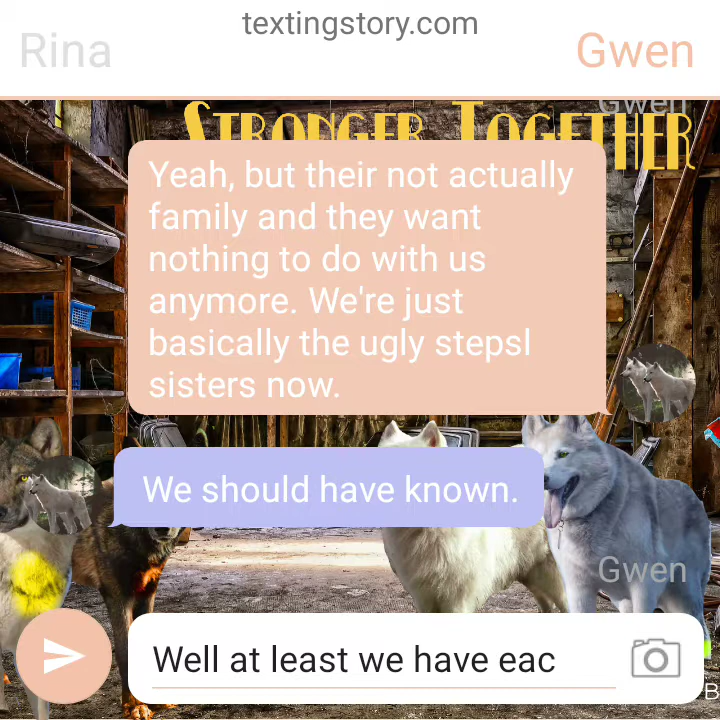 textingstory.com
Rina
Gwen
Gwen
STRONGER TOGETHER
Yeah, but their not actually
family and they want
nothing to do with us
anymore. We're just
basically the ugly stepsl
sisters now.
We should have known.
Gwen
Well at least we have eac
B